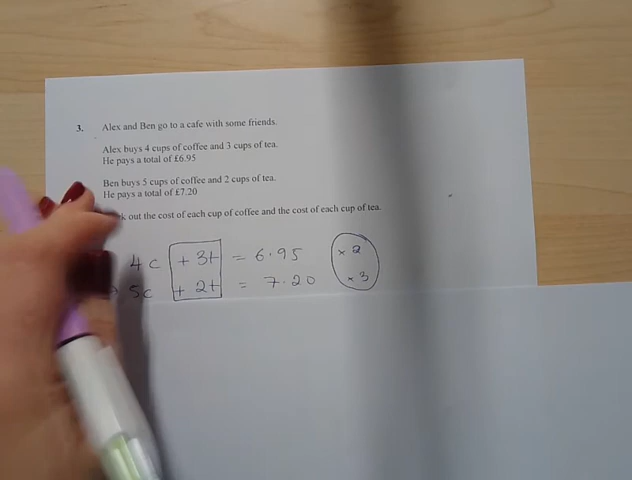 3. Alex and Ben go to a cafe with some friends.
Alex buys 4 cups of coffee and 3 cups of tea.
He pays a total of £6.95
Ben buys 5 cups of coffee and 2 cups of tea.
He pays a total of £7.20
out the cost of each cup of coffee and the cost of each cup of tea.
4c + 3t = 6.95 × 2
5c + 2t = 7.20 × 3